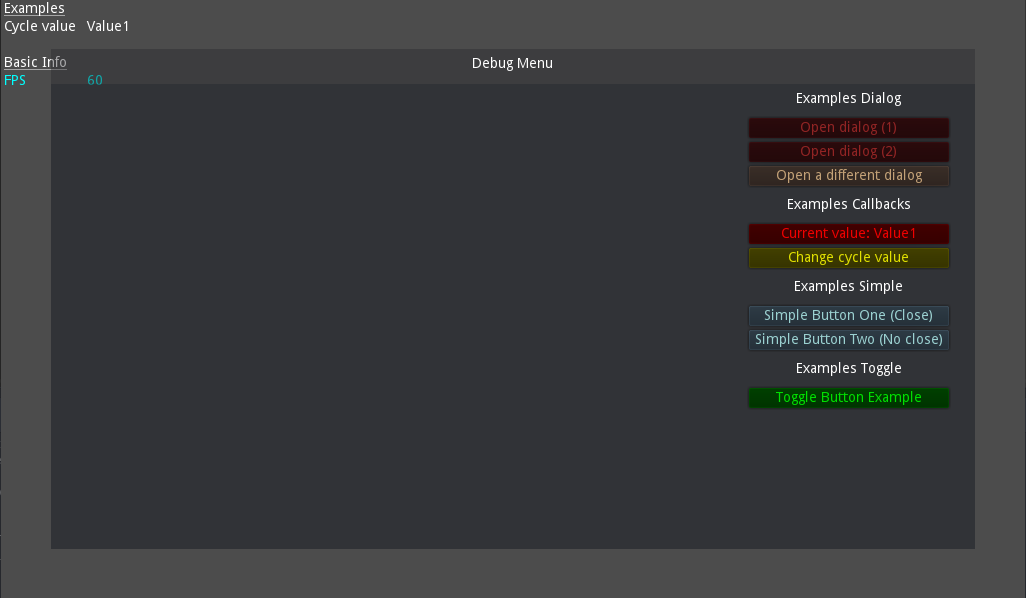 Examples
Cycle value Value1
Basic Info
FPS 60
Debug Menu
Examples Dialog
Open dialog (1)
Open dialog (2)
Open a different dialog
Examples Callbacks
Current value: Value1
Change cycle value
Examples Simple
Simple Button One (Close)
Simple Button Two (No close)
Examples Toggle
Toggle Button Example